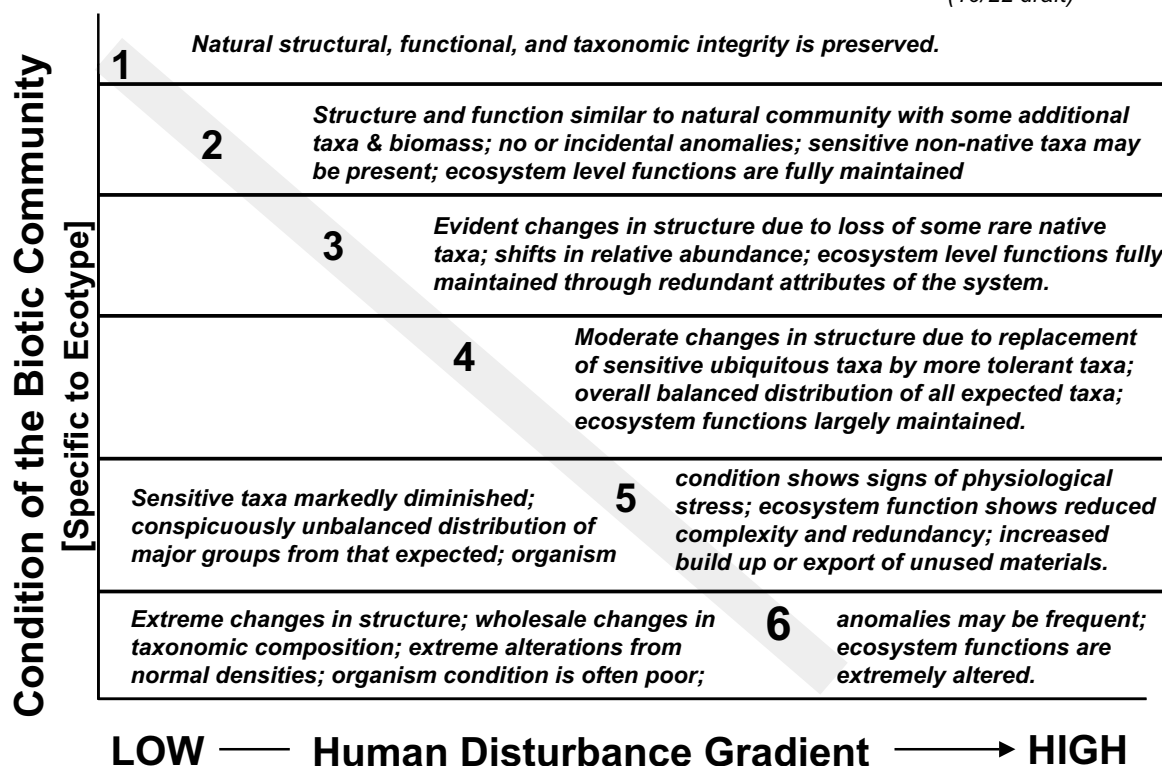 Natural structural, functional, and taxonomic integrity is preserved.
1
2
Structure and function similar to natural community with some additional
taxa & biomass; no or incidental anomalies; sensitive non-native taxa may
be present; ecosystem level functions are fully maintained
3
Evident changes in structure due to loss of some rare native
taxa; shifts in relative abundance; ecosystem level functions fully
maintained through redundant attributes of the system.
4
Moderate changes in structure due to replacement
of sensitive ubiquitous taxa by more tolerant taxa;
overall balanced distribution of all expected taxa;
ecosystem functions largely maintained.
Sensitive taxa markedly diminished;
conspicuously unbalanced distribution of
major groups from that expected; organism
5
condition shows signs of physiological
stress; ecosystem function shows reduced
complexity and redundancy; increased
build up or export of unused materials.
Extreme changes in structure; wholesale changes in
taxonomic composition; extreme alterations from
normal densities; organism condition is often poor;
6
anomalies may be frequent;
ecosystem functions are
extremely altered.
Condition of the Biotic Community
[Specific to Ecotype]
LOW Human Disturbance Gradient HIGH